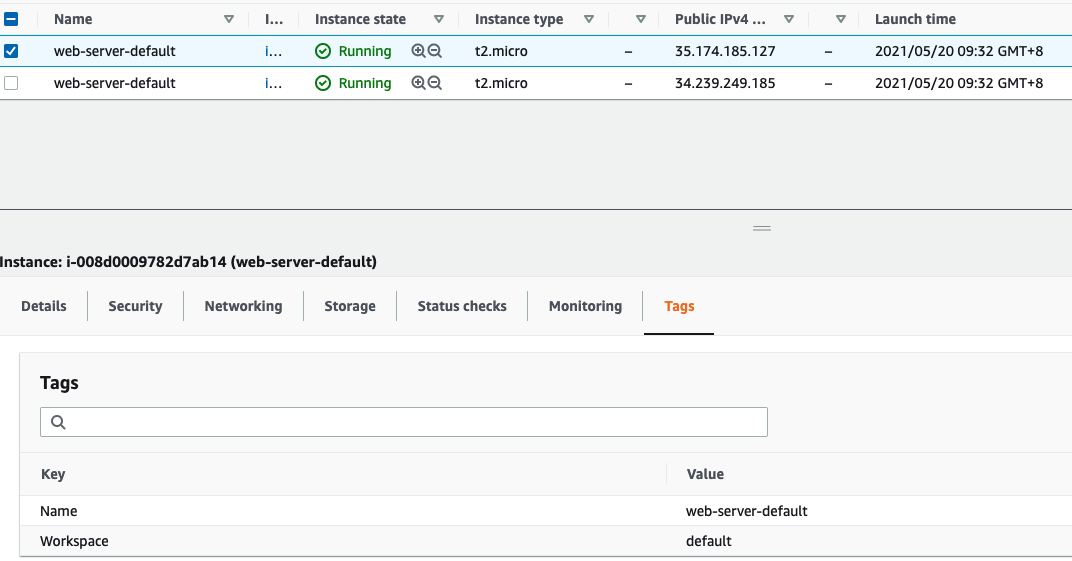 Name I... Instance state Instance type Public IPv4 ... Launch time
web-server-default i... Running t2.micro – 35.174.185.127 – 2021/05/20 09:32 GMT+8
web-server-default i... Running t2.micro – 34.239.249.185 – 2021/05/20 09:32 GMT+8
Instance: i-008d0009782d7ab14 (web-server-default)
Details Security Networking Storage Status checks Monitoring Tags
Tags
Key Value
Name web-server-default
Workspace default